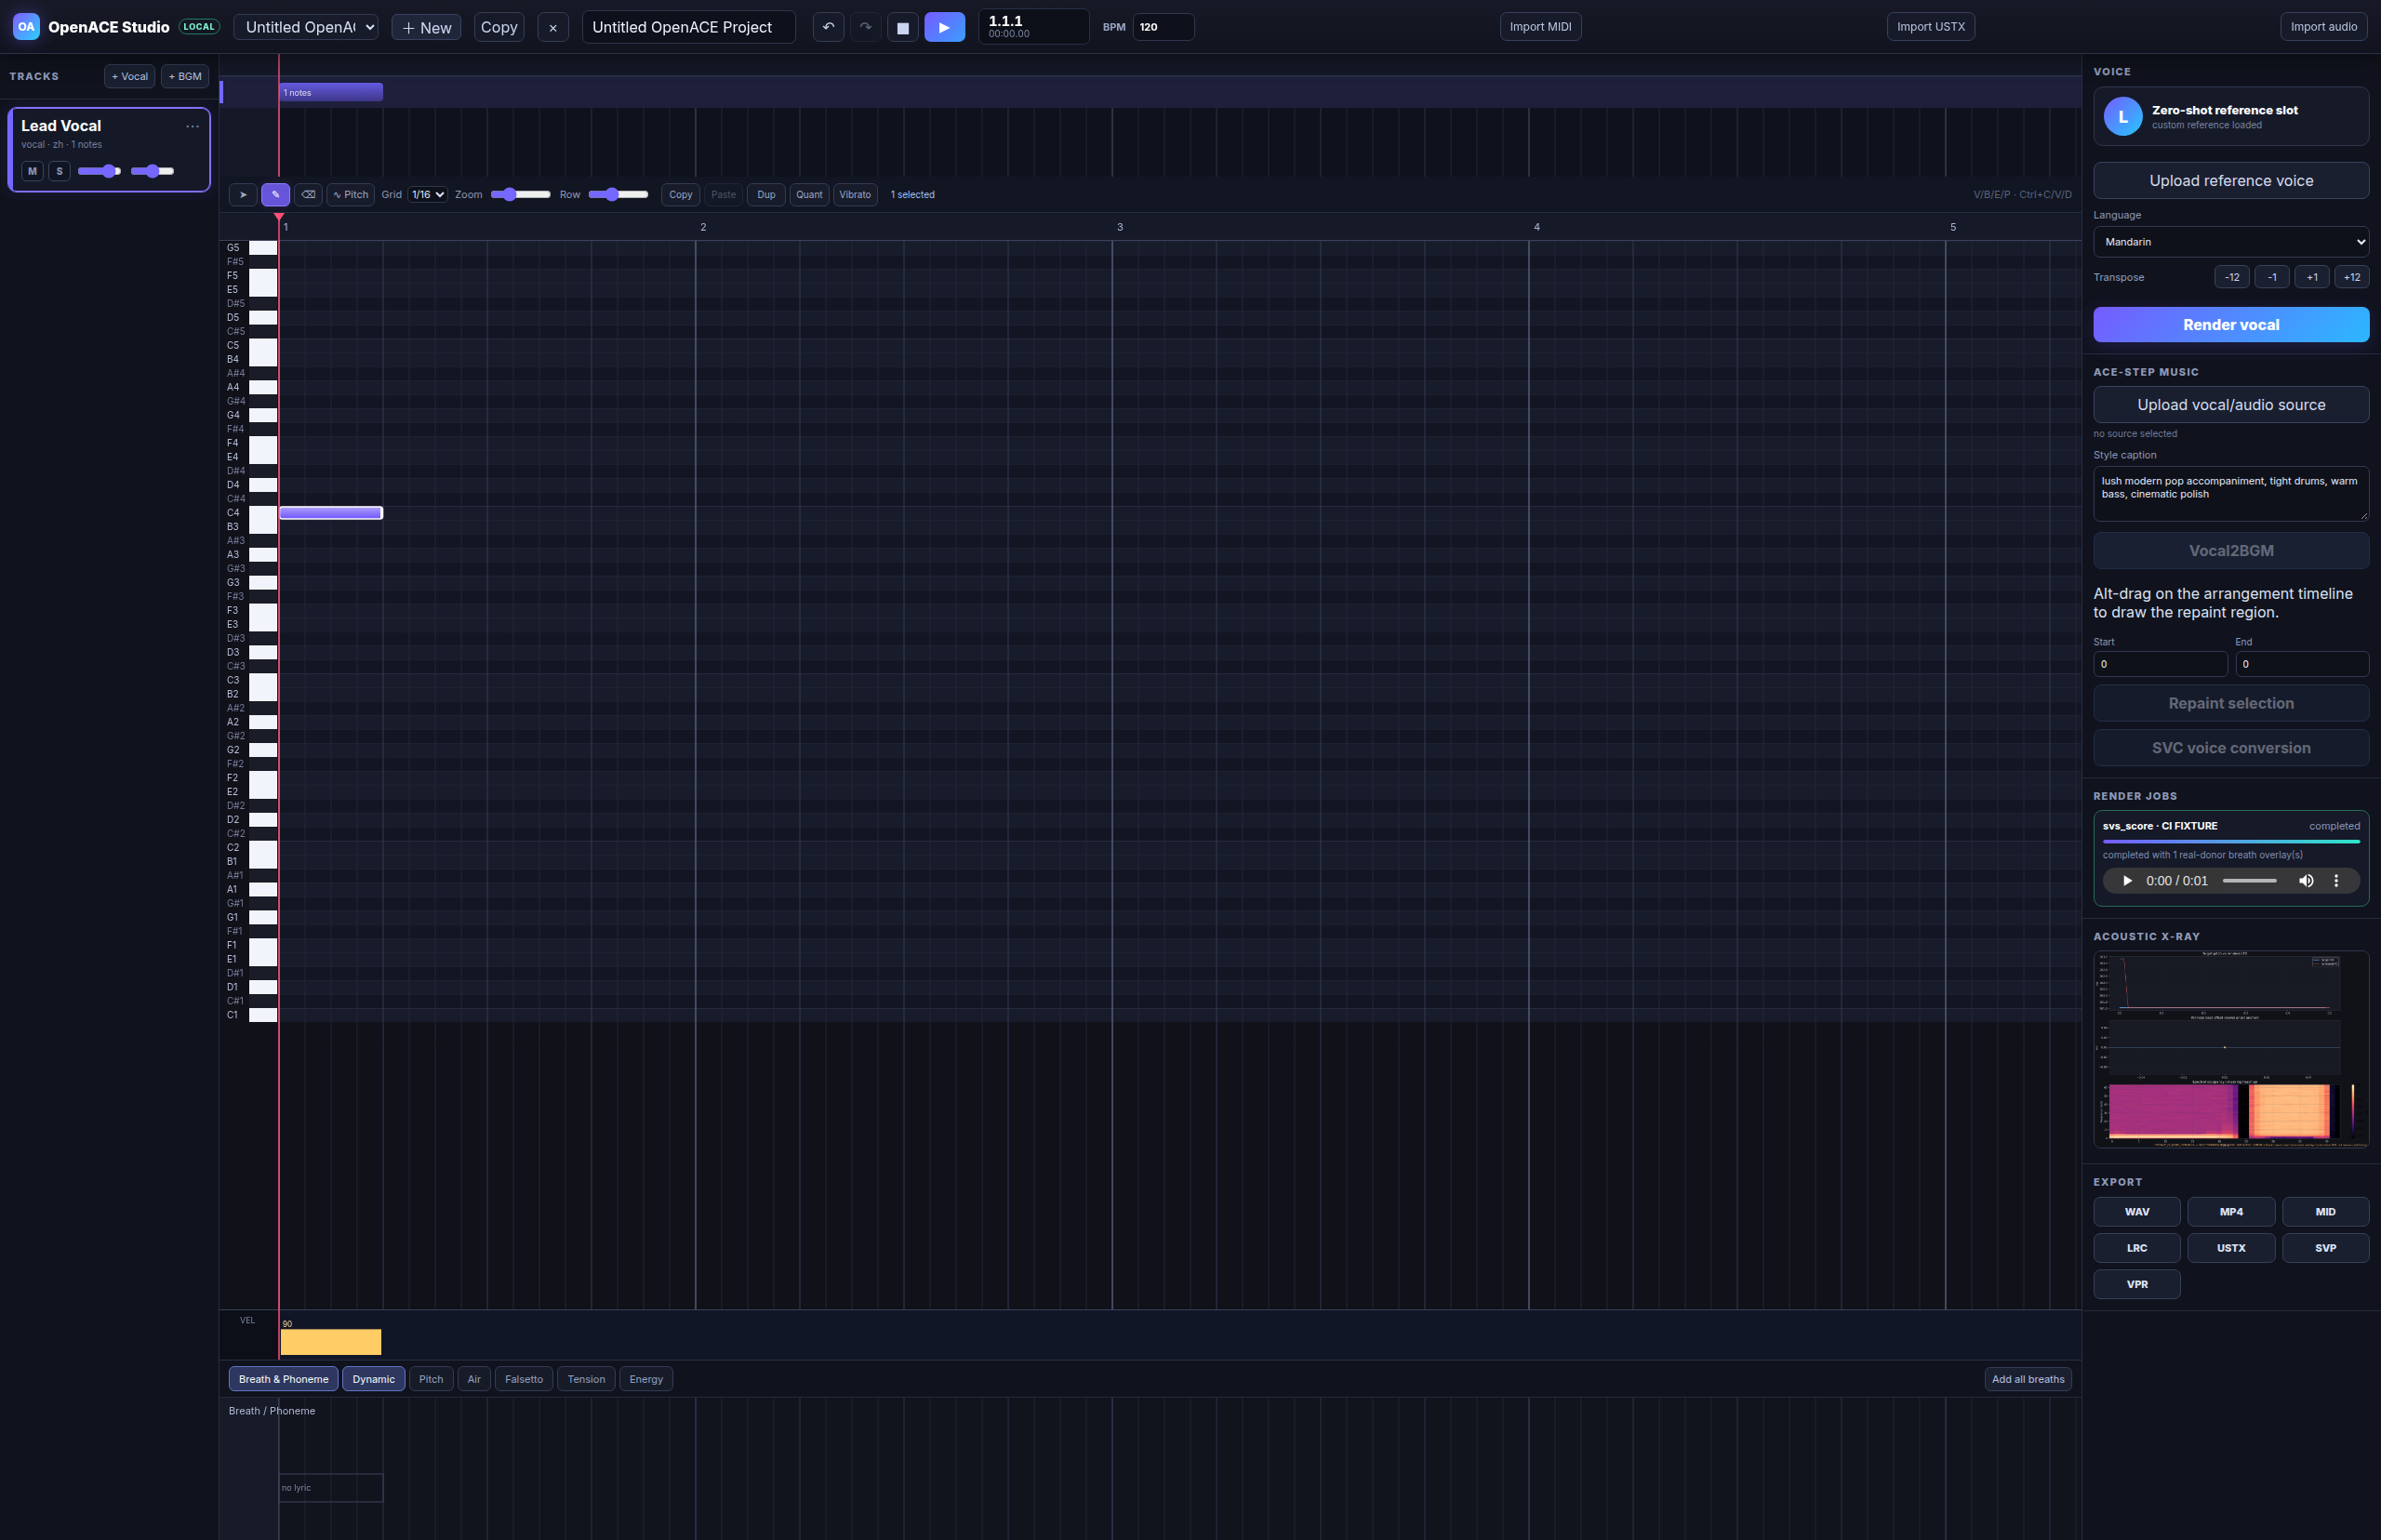 OA OpenACE Studio LOCAL Untitled OpenA + New Copy × Untitled OpenACE Project 1.1.1 BPM 120 Import MIDI Import USTX Import audio
00:00.00
TRACKS + Vocal + BGM
Lead Vocal ...
vocal · zh · 1 notes
M S
1 notes
Pitch Grid 1/16 Zoom Row Copy Paste Dup Quant Vibrato 1 selected V/B/E/P · Ctrl+C/V/D
1 2 3 4 5
G5
F#5
F5
E5
D#5
D5
C#5
C5
B4
A#4
A4
G#4
G4
F#4
F4
E4
D#4
D4
C#4
C4
B3
A#3
A3
G#3
G3
F#3
F3
E3
D#3
D3
C#3
C3
B2
A#2
A2
G#2
G2
F#2
F2
E2
D#2
D2
C#2
C2
B1
A#1
A1
G#1
G1
F#1
F1
E1
D#1
D1
C#1
C1
VEL
90
Breath & Phoneme Dynamic Pitch Air Falsetto Tension Energy Add all breaths
Breath / Phoneme
no lyric
VOICE
L Zero-shot reference slot
custom reference loaded
Upload reference voice
Language
Mandarin
Transpose -12 -1 +1 +12
Render vocal
ACE-STEP MUSIC
Upload vocal/audio source
no source selected
Style caption
lush modern pop accompaniment, tight drums, warm
bass, cinematic polish
Vocal2BGM
Alt-drag on the arrangement timeline
to draw the repaint region.
Start End
0 0
Repaint selection
SVC voice conversion
RENDER JOBS
svs_score · CI FIXTURE completed
completed with 1 real-donor breath overlay(s)
0:00 / 0:01
ACOUSTIC X-RAY
EXPORT
WAV MP4 MID
LRC USTX SVP
VPR